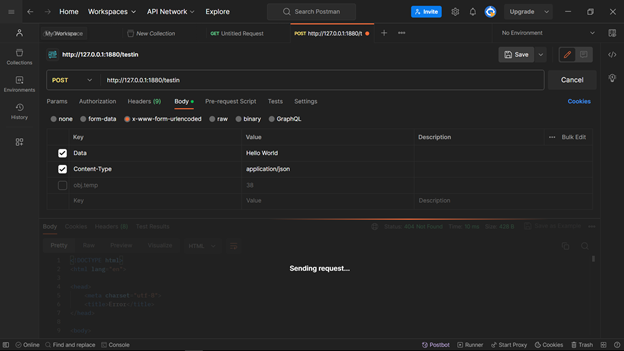 Home Workspaces API Network Explore Search Postman Invite Upgrade
My Workspace New Collection GET Untitled Request POST http://127.0.0.1:1880/t No Environment
http://127.0.0.1:1880/testin Save
POST http://127.0.0.1:1880/testin Cancel
Params Authorization Headers (9) Body Pre-request Script Tests Settings Cookies
none form-data x-www-form-urlencoded raw binary GraphQL
Key Value Description Bulk Edit
Data Hello World
Content-Type application/json
obj.temp 38
Key Value Description
Collections
Environments
History
Body Cookies Headers (8) Test Results Status: 404 Not Found
Pretty Raw Preview Visualize HTML
Sending request...
Online Find and replace Console Postbot Runner Start Proxy Cookies Trash